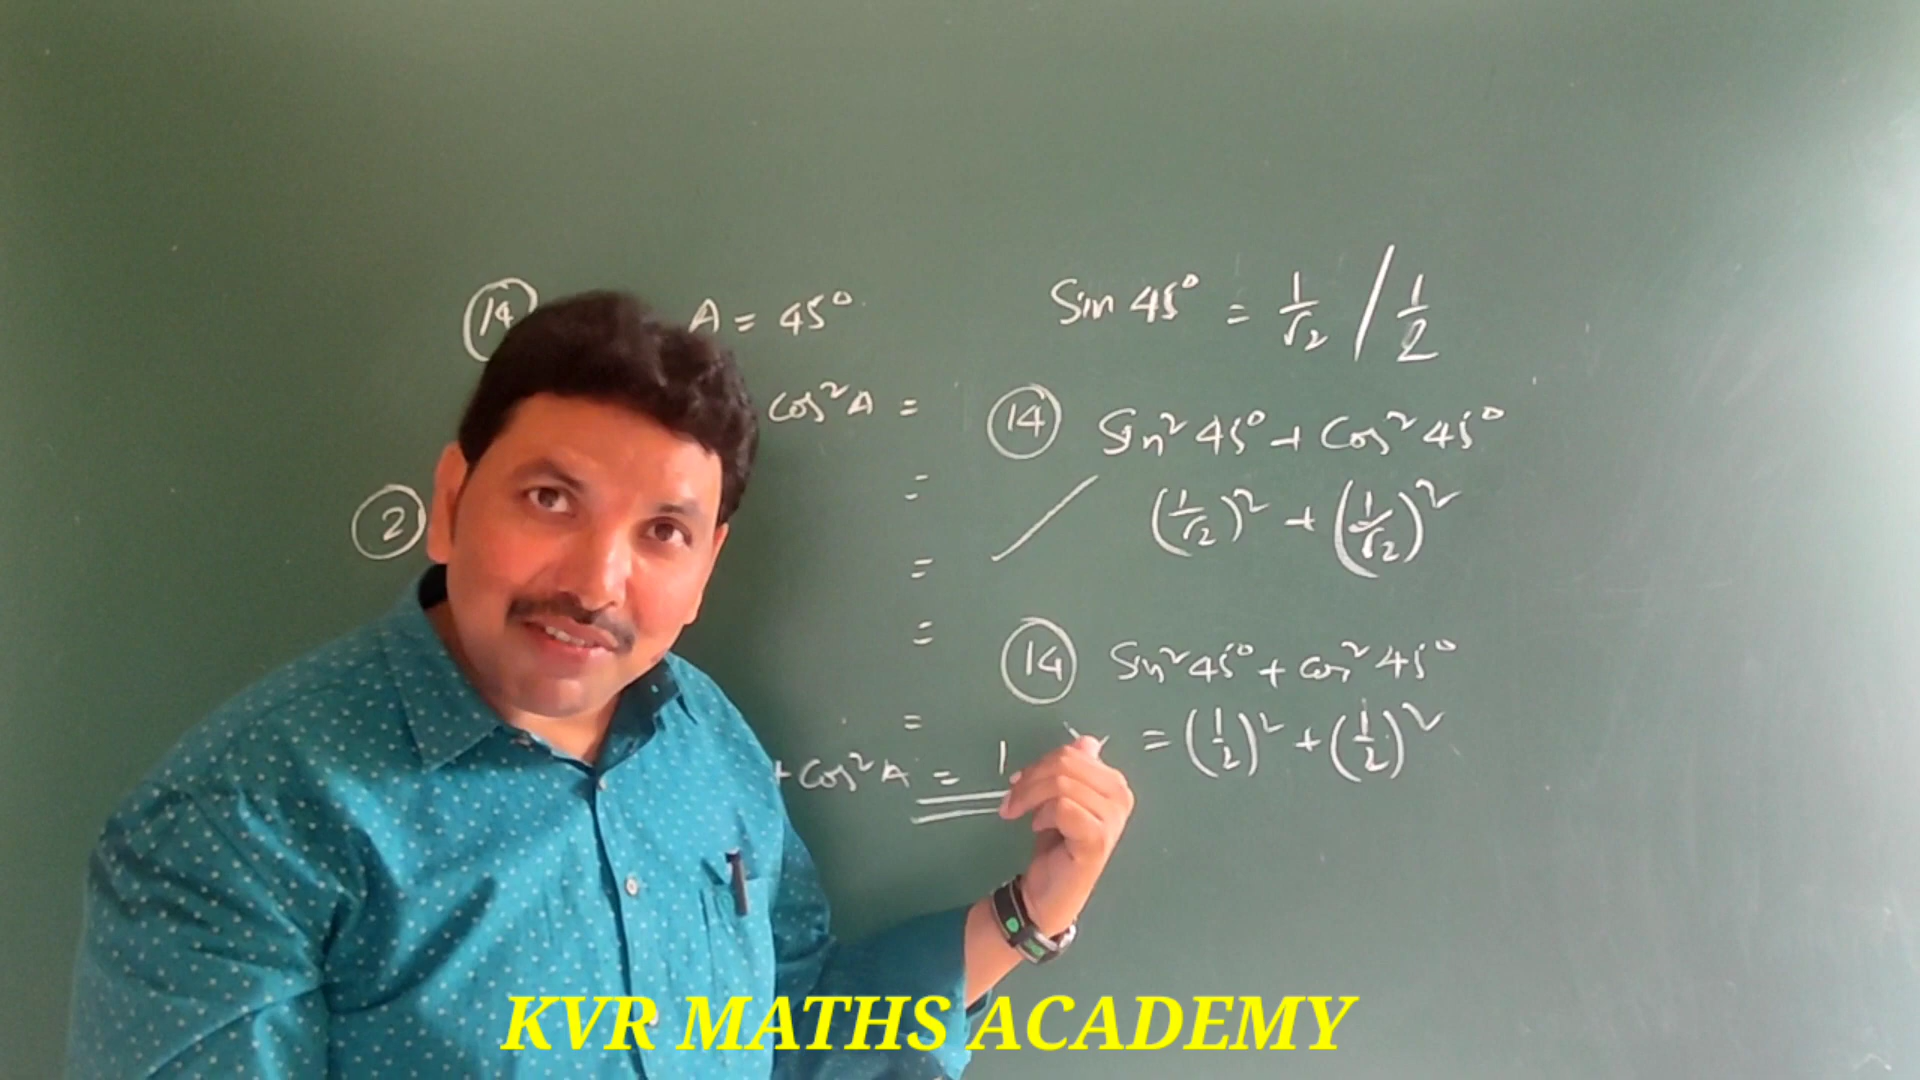 14 A = 45°
cos²A =
2 =
=
=
=
+ cos²A = 1
Sin 45° = 1/√2 / 1/2
14 Sin² 45° + Cos² 45°
(1/√2)² + (1/√2)²
14 Sin² 45° + cos² 45°
= (1/2)² + (1/2)²
KVR MATHS ACADEMY